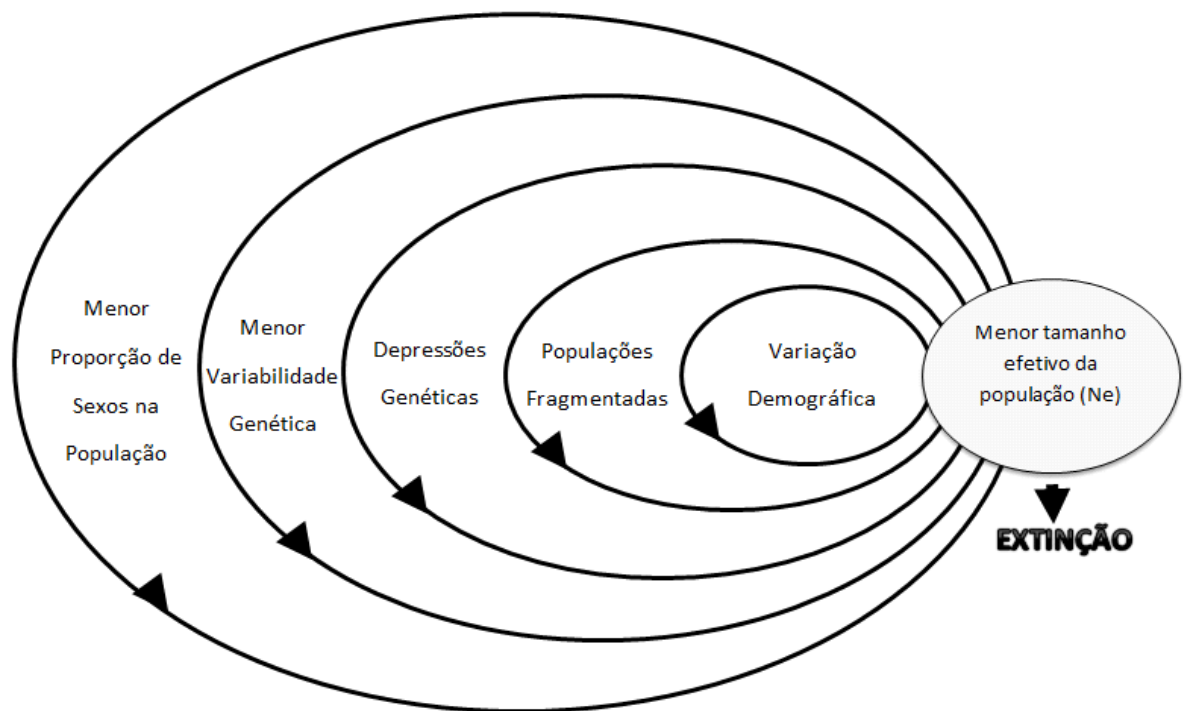 Menor
Proporção de
Sexos na
População
Menor
Variabilidade
Genética
Depressões
Genéticas
Populações
Fragmentadas
Variação
Demográfica
Menor tamanho
efetivo da
população (Ne)
EXTINÇÃO